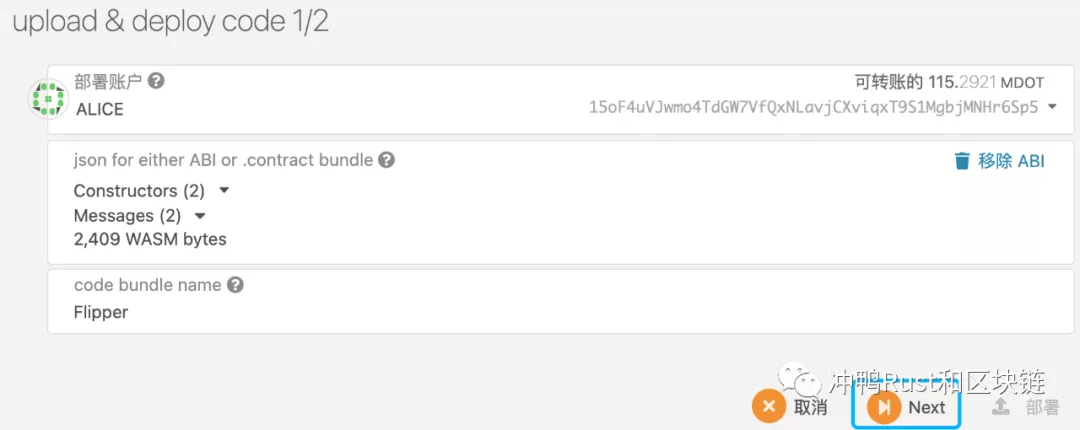 upload & deploy code 1/2
部署账户
可转账的 115.2921 MDOT
ALICE
15oF4uVJwmo4TdGW7VfQxNLavjCXviqxT9S1MgbjMNHr6Sp5
json for either ABI or .contract bundle
移除 ABI
Constructors (2)
Messages (2)
2,409 WASM bytes
code bundle name
Flipper
冲鸭Rust和区块链
取消
Next
部署